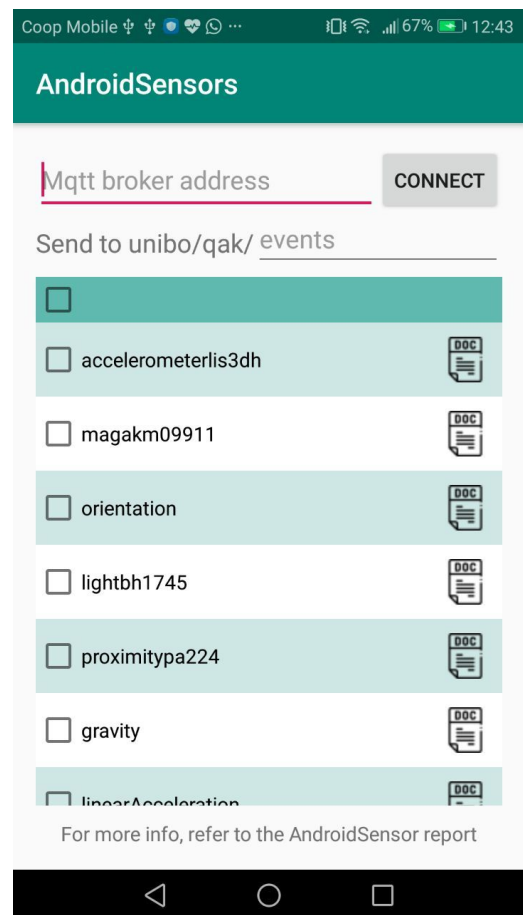 Coop Mobile ... 67% 12:43
AndroidSensors
Mqtt broker address CONNECT
Send to unibo/qak/ events
accelerometerlis3dh DOC
magakm09911 DOC
orientation DOC
lightbh1745 DOC
proximitypa224 DOC
gravity DOC
linearAcceleration DOC
For more info, refer to the AndroidSensor report